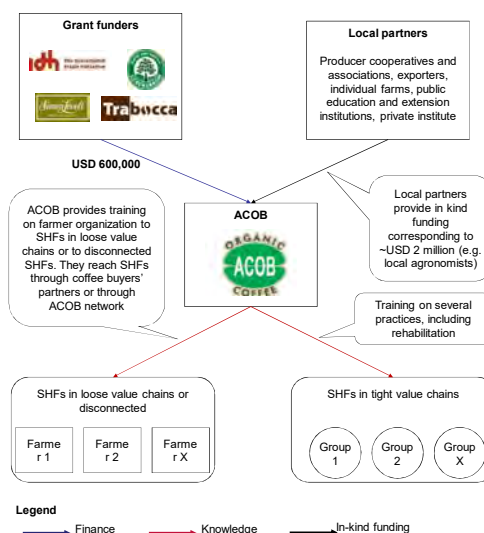 Grant funders
idh
Trabocca
USD 600,000
Local partners
Producer cooperatives and
associations, exporters,
individual farms, public
education and extension
institutions, private institute
ACOB provides training
on farmer organization to
SHFs in loose value
chains or to disconnected
SHFs. They reach SHFs
through coffee buyers'
partners or through
ACOB network
ACOB
ORGANIC
ACOB
COFFEE
Local partners
provide in kind
funding
corresponding to
~USD 2 million (e.g.
local agronomists)
Training on several
practices, including
rehabilitation
SHFs in loose value chains or
disconnected
Farme
r 1
Farme
r 2
Farme
r X
SHFs in tight value chains
Group
1
Group
2
Group
X
Legend
Finance
Knowledge
In-kind funding